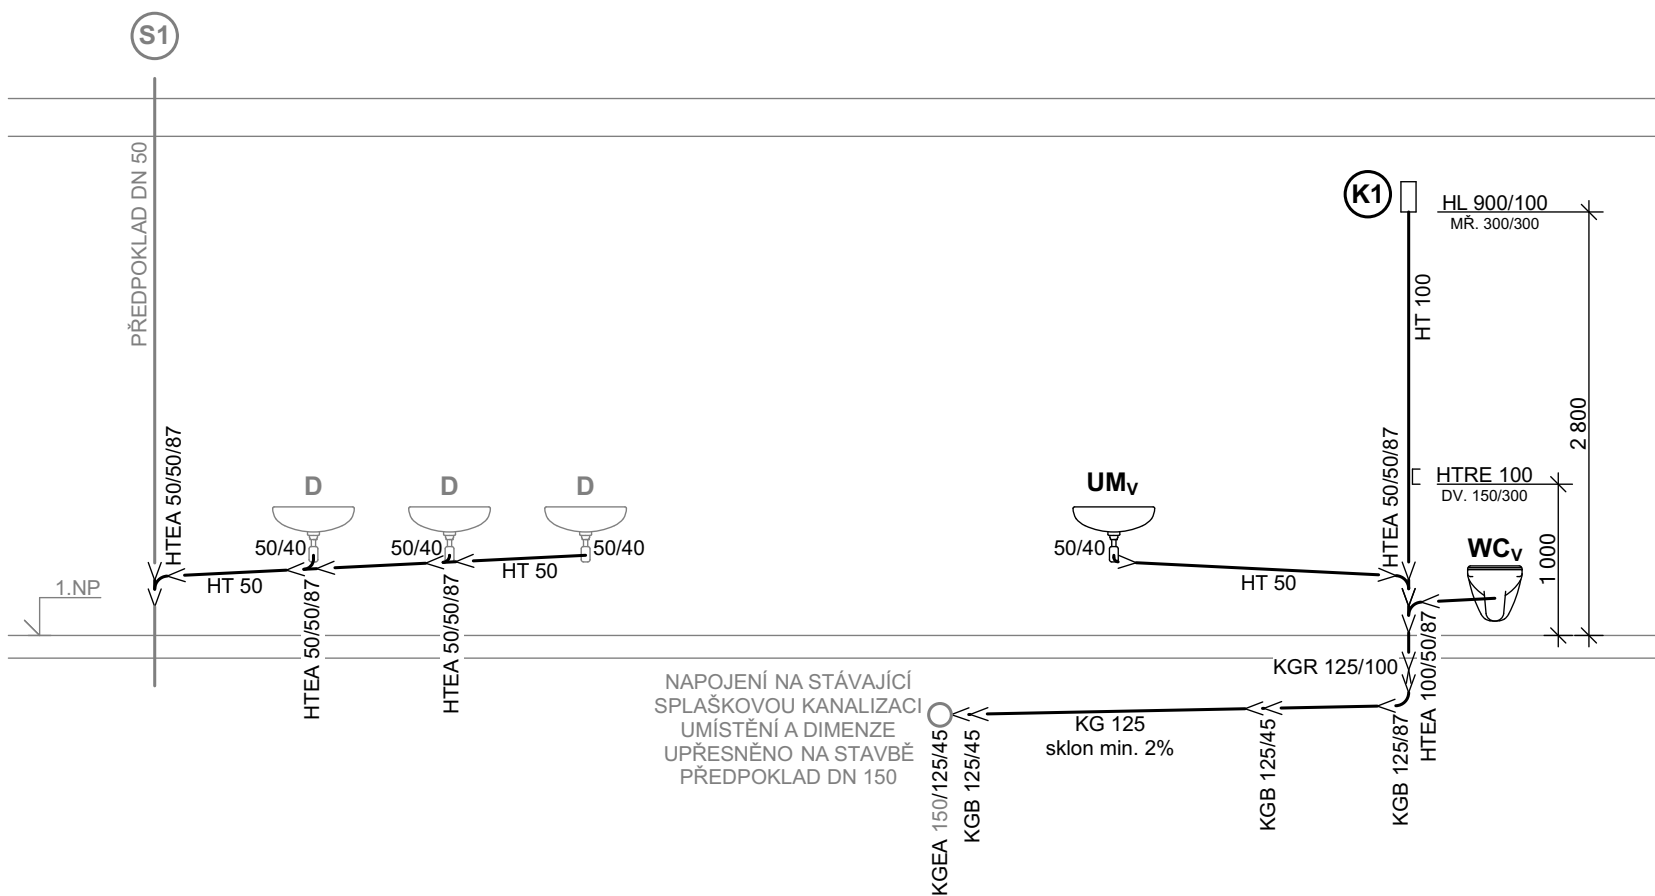 S1
PŘEDPOKLAD DN 50
K1
HL 900/100
MŘ. 300/300
HT 100
2 800
HTEA 50/50/87
D
D
D
UMV
HTEA 50/50/87
HTRE 100
DV. 150/300
1 000
WCV
50/40
50/40
50/40
50/40
HT 50
HT 50
HT 50
1.NP
HTEA 50/50/87
HTEA 50/50/87
HTEA 100/50/87
KGR 125/100
NAPOJENÍ NA STÁVAJÍCÍ
SPLAŠKOVOU KANALIZACI
UMÍSTĚNÍ A DIMENZE
UPŘESNĚNO NA STAVBĚ
PŘEDPOKLAD DN 150
KG 125
sklon min. 2%
KGEA 150/125/45
KGB 125/45
KGB 125/45
KGB 125/87